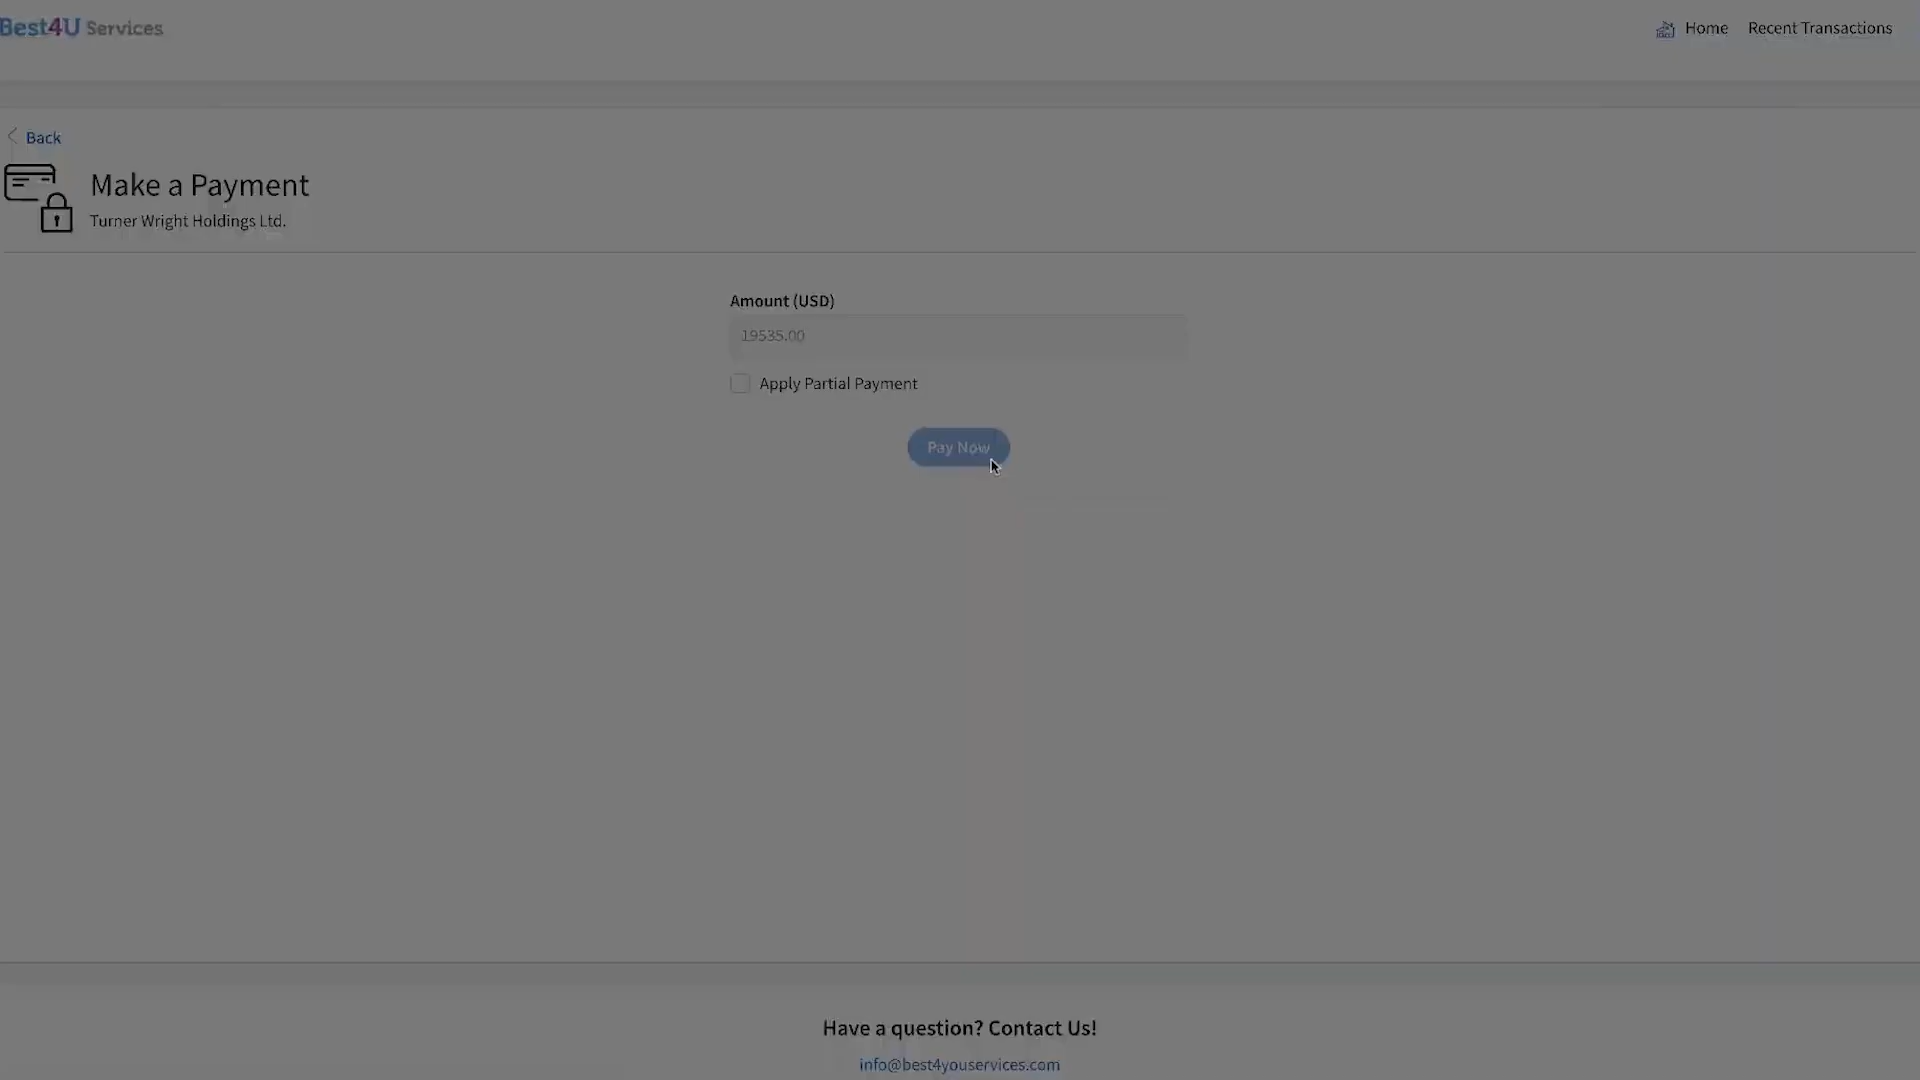 Best4U Services
Home
Recent Transactions
Back
Make a Payment
Turner Wright Holdings Ltd.
Amount (USD)
19535.00
Apply Partial Payment
Pay Now
Have a question? Contact Us!
info@best4youservices.com